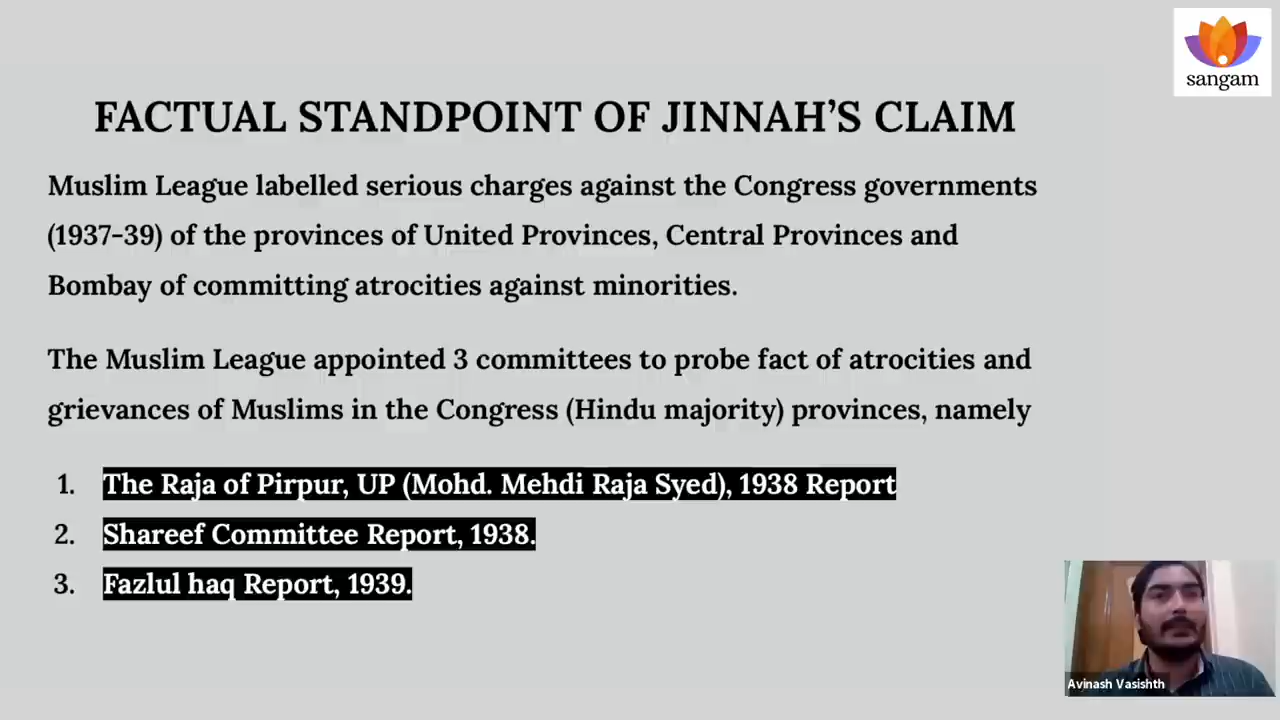 sangam
FACTUAL STANDPOINT OF JINNAH’S CLAIM
Muslim League labelled serious charges against the Congress governments
(1937-39) of the provinces of United Provinces, Central Provinces and
Bombay of committing atrocities against minorities.
The Muslim League appointed 3 committees to probe fact of atrocities and
grievances of Muslims in the Congress (Hindu majority) provinces, namely
1. The Raja of Pirpur, UP (Mohd. Mehdi Raja Syed), 1938 Report
2. Shareef Committee Report, 1938.
3. Fazlul haq Report, 1939.
Avinash Vasishth